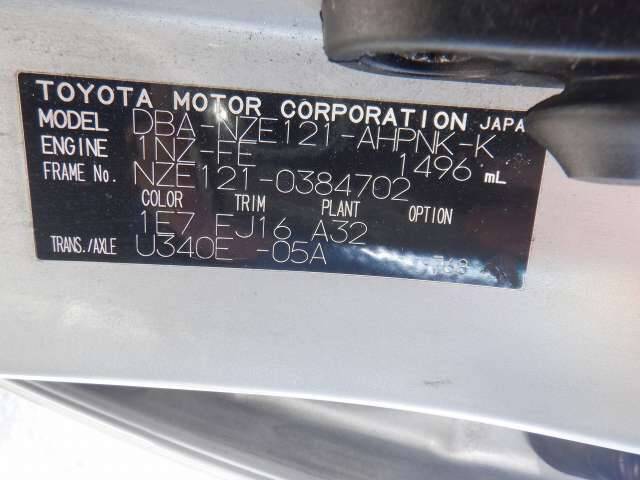 TOYOTA MOTOR CORPORATION JAPAN
MODEL DBA-NZE121-AHPNK-K
ENGINE 1NZ-FE 1496 mL
FRAME No. NZE121-0384702
COLOR TRIM PLANT OPTION
1E7 FJ16 A32
TRANS./AXLE U340E -05A